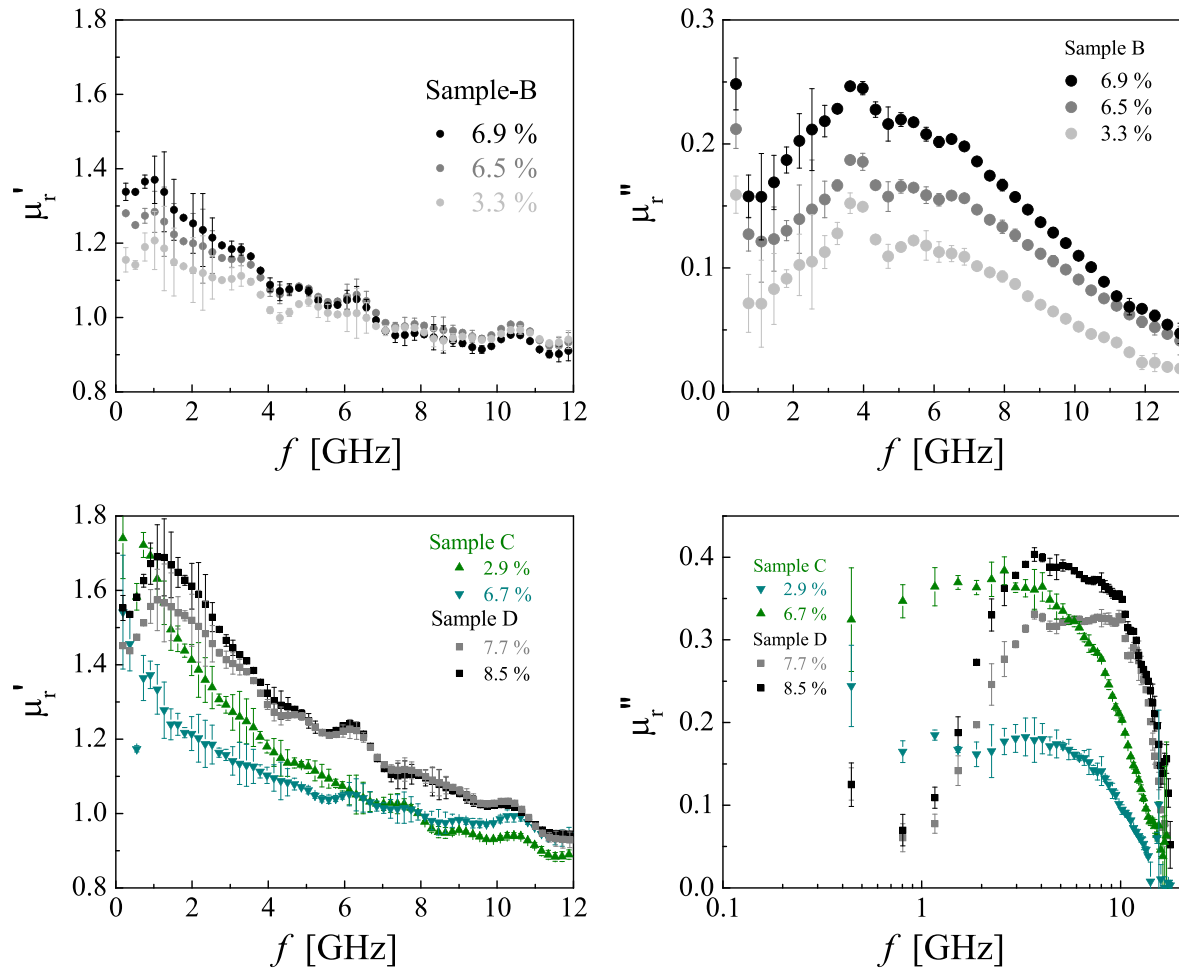 1.8
1.6
1.4
1.2
1.0
0.8
μr'
Sample-B
6.9 %
6.5 %
3.3 %
0 2 4 6 8 10 12
f [GHz]
0.3
0.2
0.1
0.0
μr''
Sample B
6.9 %
6.5 %
3.3 %
0 2 4 6 8 10 12
f [GHz]
1.8
1.6
1.4
1.2
1.0
0.8
μr'
Sample C
2.9 %
6.7 %
Sample D
7.7 %
8.5 %
0 2 4 6 8 10 12
f [GHz]
0.4
0.3
0.2
0.1
0.0
μr''
Sample C
2.9 %
6.7 %
Sample D
7.7 %
8.5 %
0.1 1 10
f [GHz]